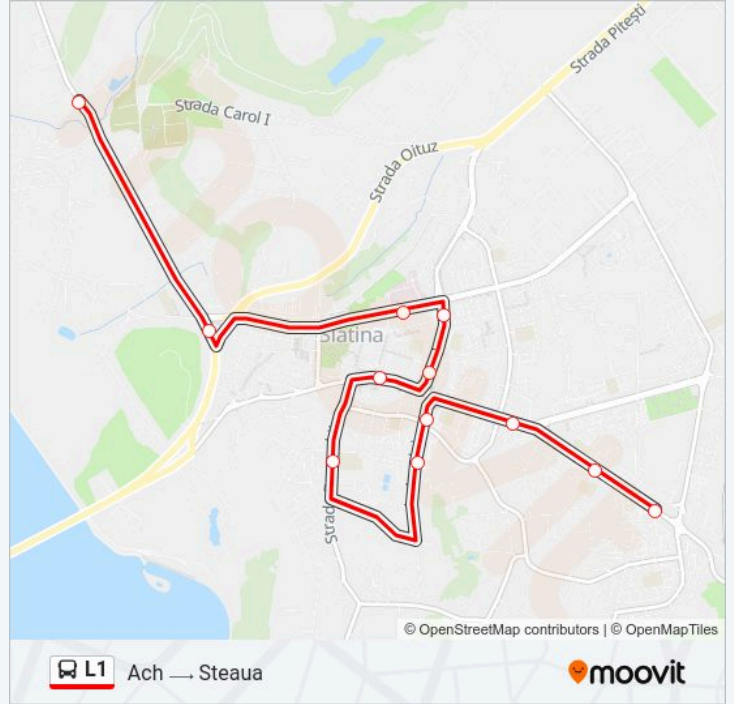 Strada Pitești
Strada Carol I
Strada Oituz
Slatina
Strad
© OpenStreetMap contributors | © OpenMapTiles
L1 Ach → Steaua
moovit